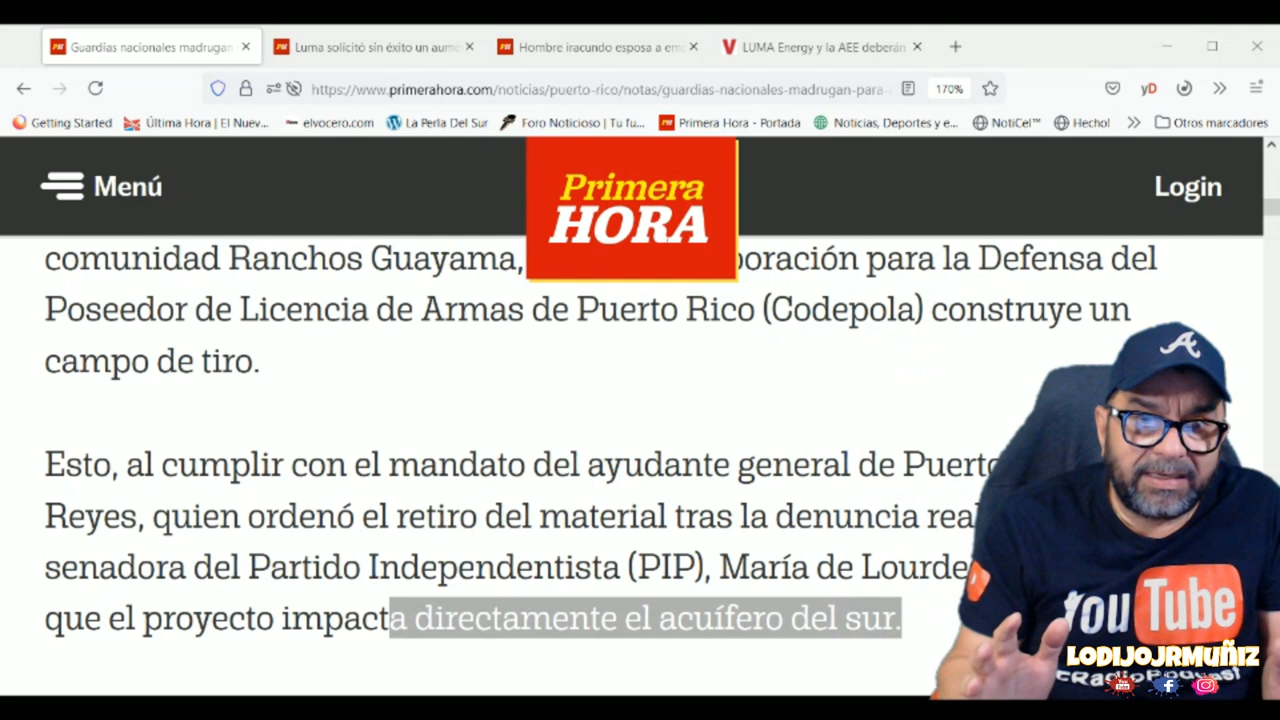 Guardias nacionales madrugan
Luma solicitó sin éxito un aume
Hombre iracundo esposa a em
LUMA Energy y la AEE deberán
https://www.primerahora.com/noticias/puerto-rico/notas/guardias-nacionales-madrugan-para-
170%
yD
Getting Started
Última Hora | El Nuev...
elvocero.com
La Perla Del Sur
Foro Noticioso | Tu fu...
Primera Hora - Portada
Noticias, Deportes y e...
NotiCel™
Hecho!
Otros marcadores
Menú
Primera
HORA
Login
comunidad Ranchos Guayama, poración para la Defensa del
Poseedor de Licencia de Armas de Puerto Rico (Codepola) construye un
campo de tiro.
Esto, al cumplir con el mandato del ayudante general de Puerto
Reyes, quien ordenó el retiro del material tras la denuncia real
senadora del Partido Independentista (PIP), María de Lourde
que el proyecto impacta directamente el acuífero del sur.
A
YouTube
LODIJOJRMUÑIZ
cRadioPodcast